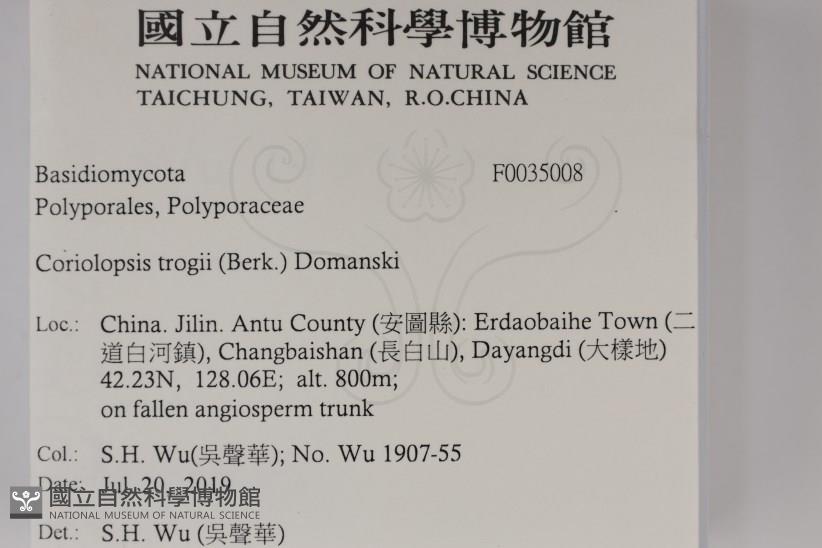 國立自然科學博物館
NATIONAL MUSEUM OF NATURAL SCIENCE
TAICHUNG, TAIWAN, R.O.CHINA
Basidiomycota F0035008
Polyporales, Polyporaceae
Coriolopsis trogii (Berk.) Domanski
Loc.: China. Jilin. Antu County (安圖縣): Erdaobaihe Town (二
道白河鎮), Changbaishan (長白山), Dayangdi (大樣地)
42.23N, 128.06E; alt. 800m;
on fallen angiosperm trunk
Col.: S.H. Wu(吳聲華); No. Wu 1907-55
Date: Jul. 20, 2019
國立自然科學博物館
NATIONAL MUSEUM OF NATURAL SCIENCE
Det.: S.H. Wu (吳聲華)